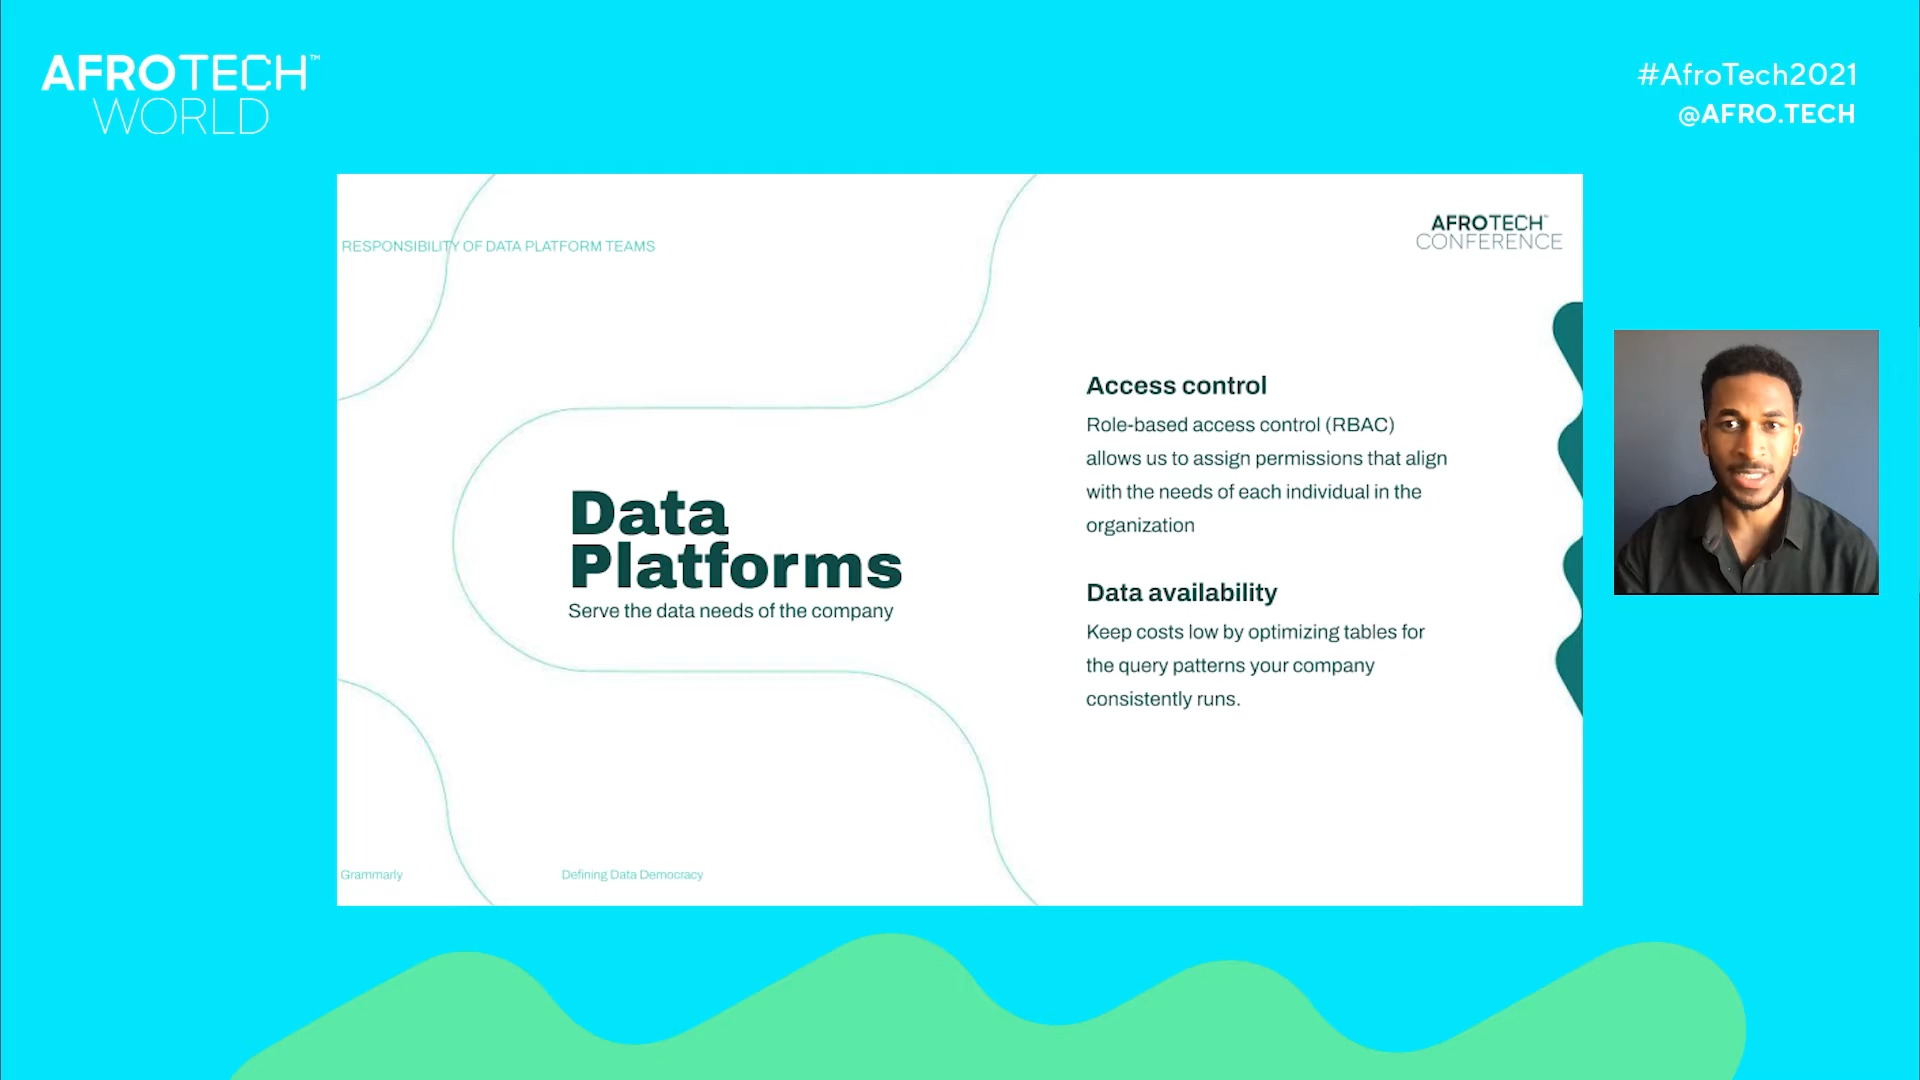 AFROTECH™
WORLD
#AfroTech2021
@AFRO.TECH
RESPONSIBILITY OF DATA PLATFORM TEAMS
AFROTECH™
CONFERENCE
Data
Platforms
Serve the data needs of the company
Access control
Role-based access control (RBAC)
allows us to assign permissions that align
with the needs of each individual in the
organization
Data availability
Keep costs low by optimizing tables for
the query patterns your company
consistently runs.
Grammarly
Defining Data Democracy